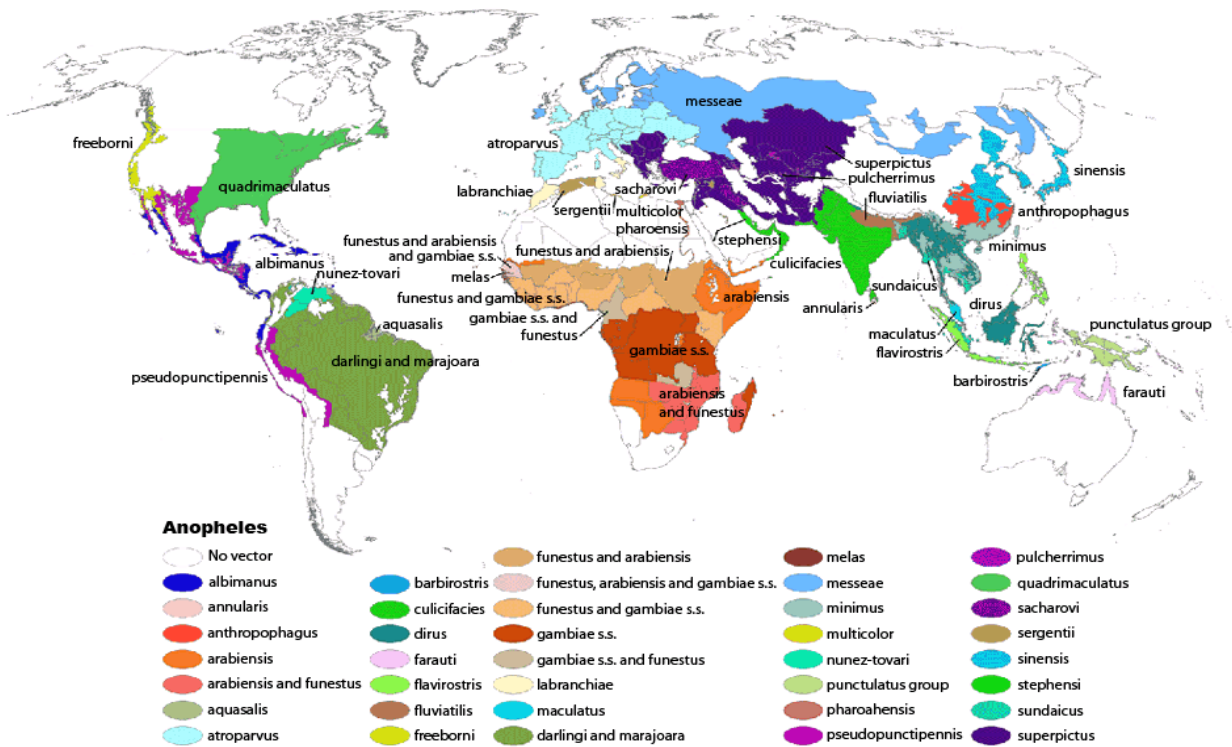 messeae
freeborni
atroparvus
superpictus
pulcherrimus
sinensis
quadrimaculatus
labranchiae
sacharovi
fluviatilis
sergentii
multicolor
pharoensis
anthropophagus
stephensi
minimus
funestus and arabiensis
and gambiae s.s.
funestus and arabiensis
albimanus
nunez-tovari
melas
culicifacies
sundaicus
arabiensis
dirus
funestus and gambiae s.s.
annularis
gambiae s.s. and
funestus
aquasalis
maculatus
punctulatus group
flavirostris
gambiae s.s.
darlingi and marajoara
pseudopunctipennis
barbirostris
arabiensis
and funestus
farauti
Anopheles
No vector
albimanus
annularis
anthropophagus
arabiensis
arabiensis and funestus
aquasalis
atroparvus
barbirostris
culicifacies
dirus
farauti
flavirostris
fluviatilis
freeborni
funestus and arabiensis
funestus, arabiensis and gambiae s.s.
funestus and gambiae s.s.
gambiae s.s.
gambiae s.s. and funestus
labranchiae
maculatus
darlingi and marajoara
melas
messeae
minimus
multicolor
nunez-tovari
punctulatus group
pharoahensis
pseudopunctipennis
pulcherrimus
quadrimaculatus
sacharovi
sergentii
sinensis
stephensi
sundaicus
superpictus